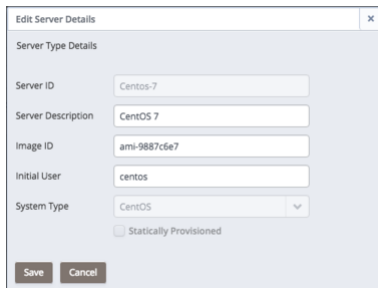 Edit Server Details ×
Server Type Details
Server ID Centos-7
Server Description CentOS 7
Image ID ami-9887c6e7
Initial User centos
System Type CentOS
Statically Provisioned
Save Cancel